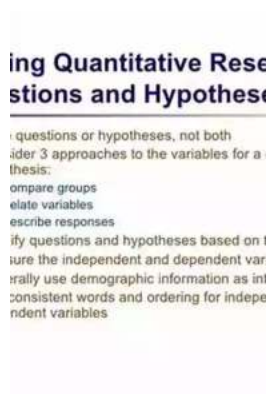 ing Quantitative Rese
stions and Hypothese
questions or hypotheses, not both
ider 3 approaches to the variables for a
thesis:
ompare groups
elate variables
escribe responses
ify questions and hypotheses based on t
sure the independent and dependent var
erally use demographic information as int
consistent words and ordering for indepe
ndent variables